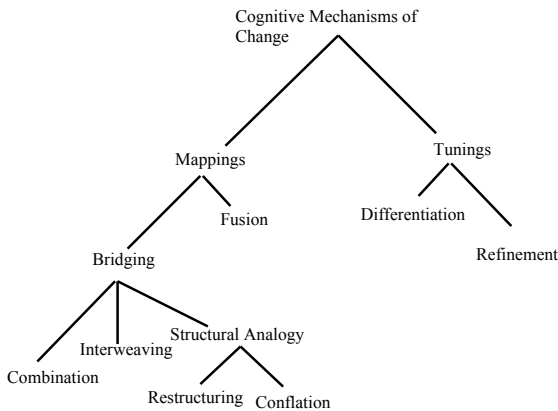 Cognitive Mechanisms of
Change
Mappings
Tunings
Fusion
Differentiation
Refinement
Bridging
Interweaving
Structural Analogy
Combination
Restructuring
Conflation